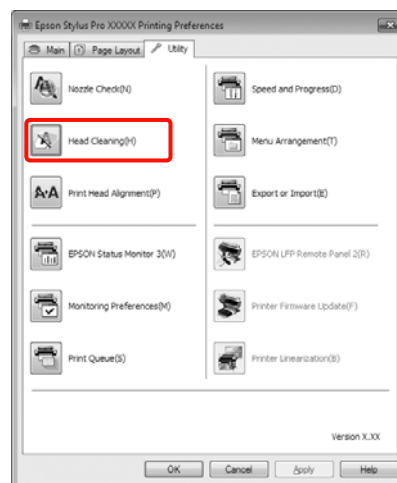 Epson Stylus Pro XXXXX Printing Preferences
Main Page Layout Utility
Nozzle Check(N)
Speed and Progress(D)
Head Cleaning(H)
Menu Arrangement(T)
A A Print Head Alignment(P)
Export or Import(E)
EPSON Status Monitor 3(W)
EPSON LFP Remote Panel 2(R)
Monitoring Preferences(M)
Printer Firmware Update(F)
Print Queue(S)
Printer Linearization(B)
Version X.XX
OK Cancel Apply Help